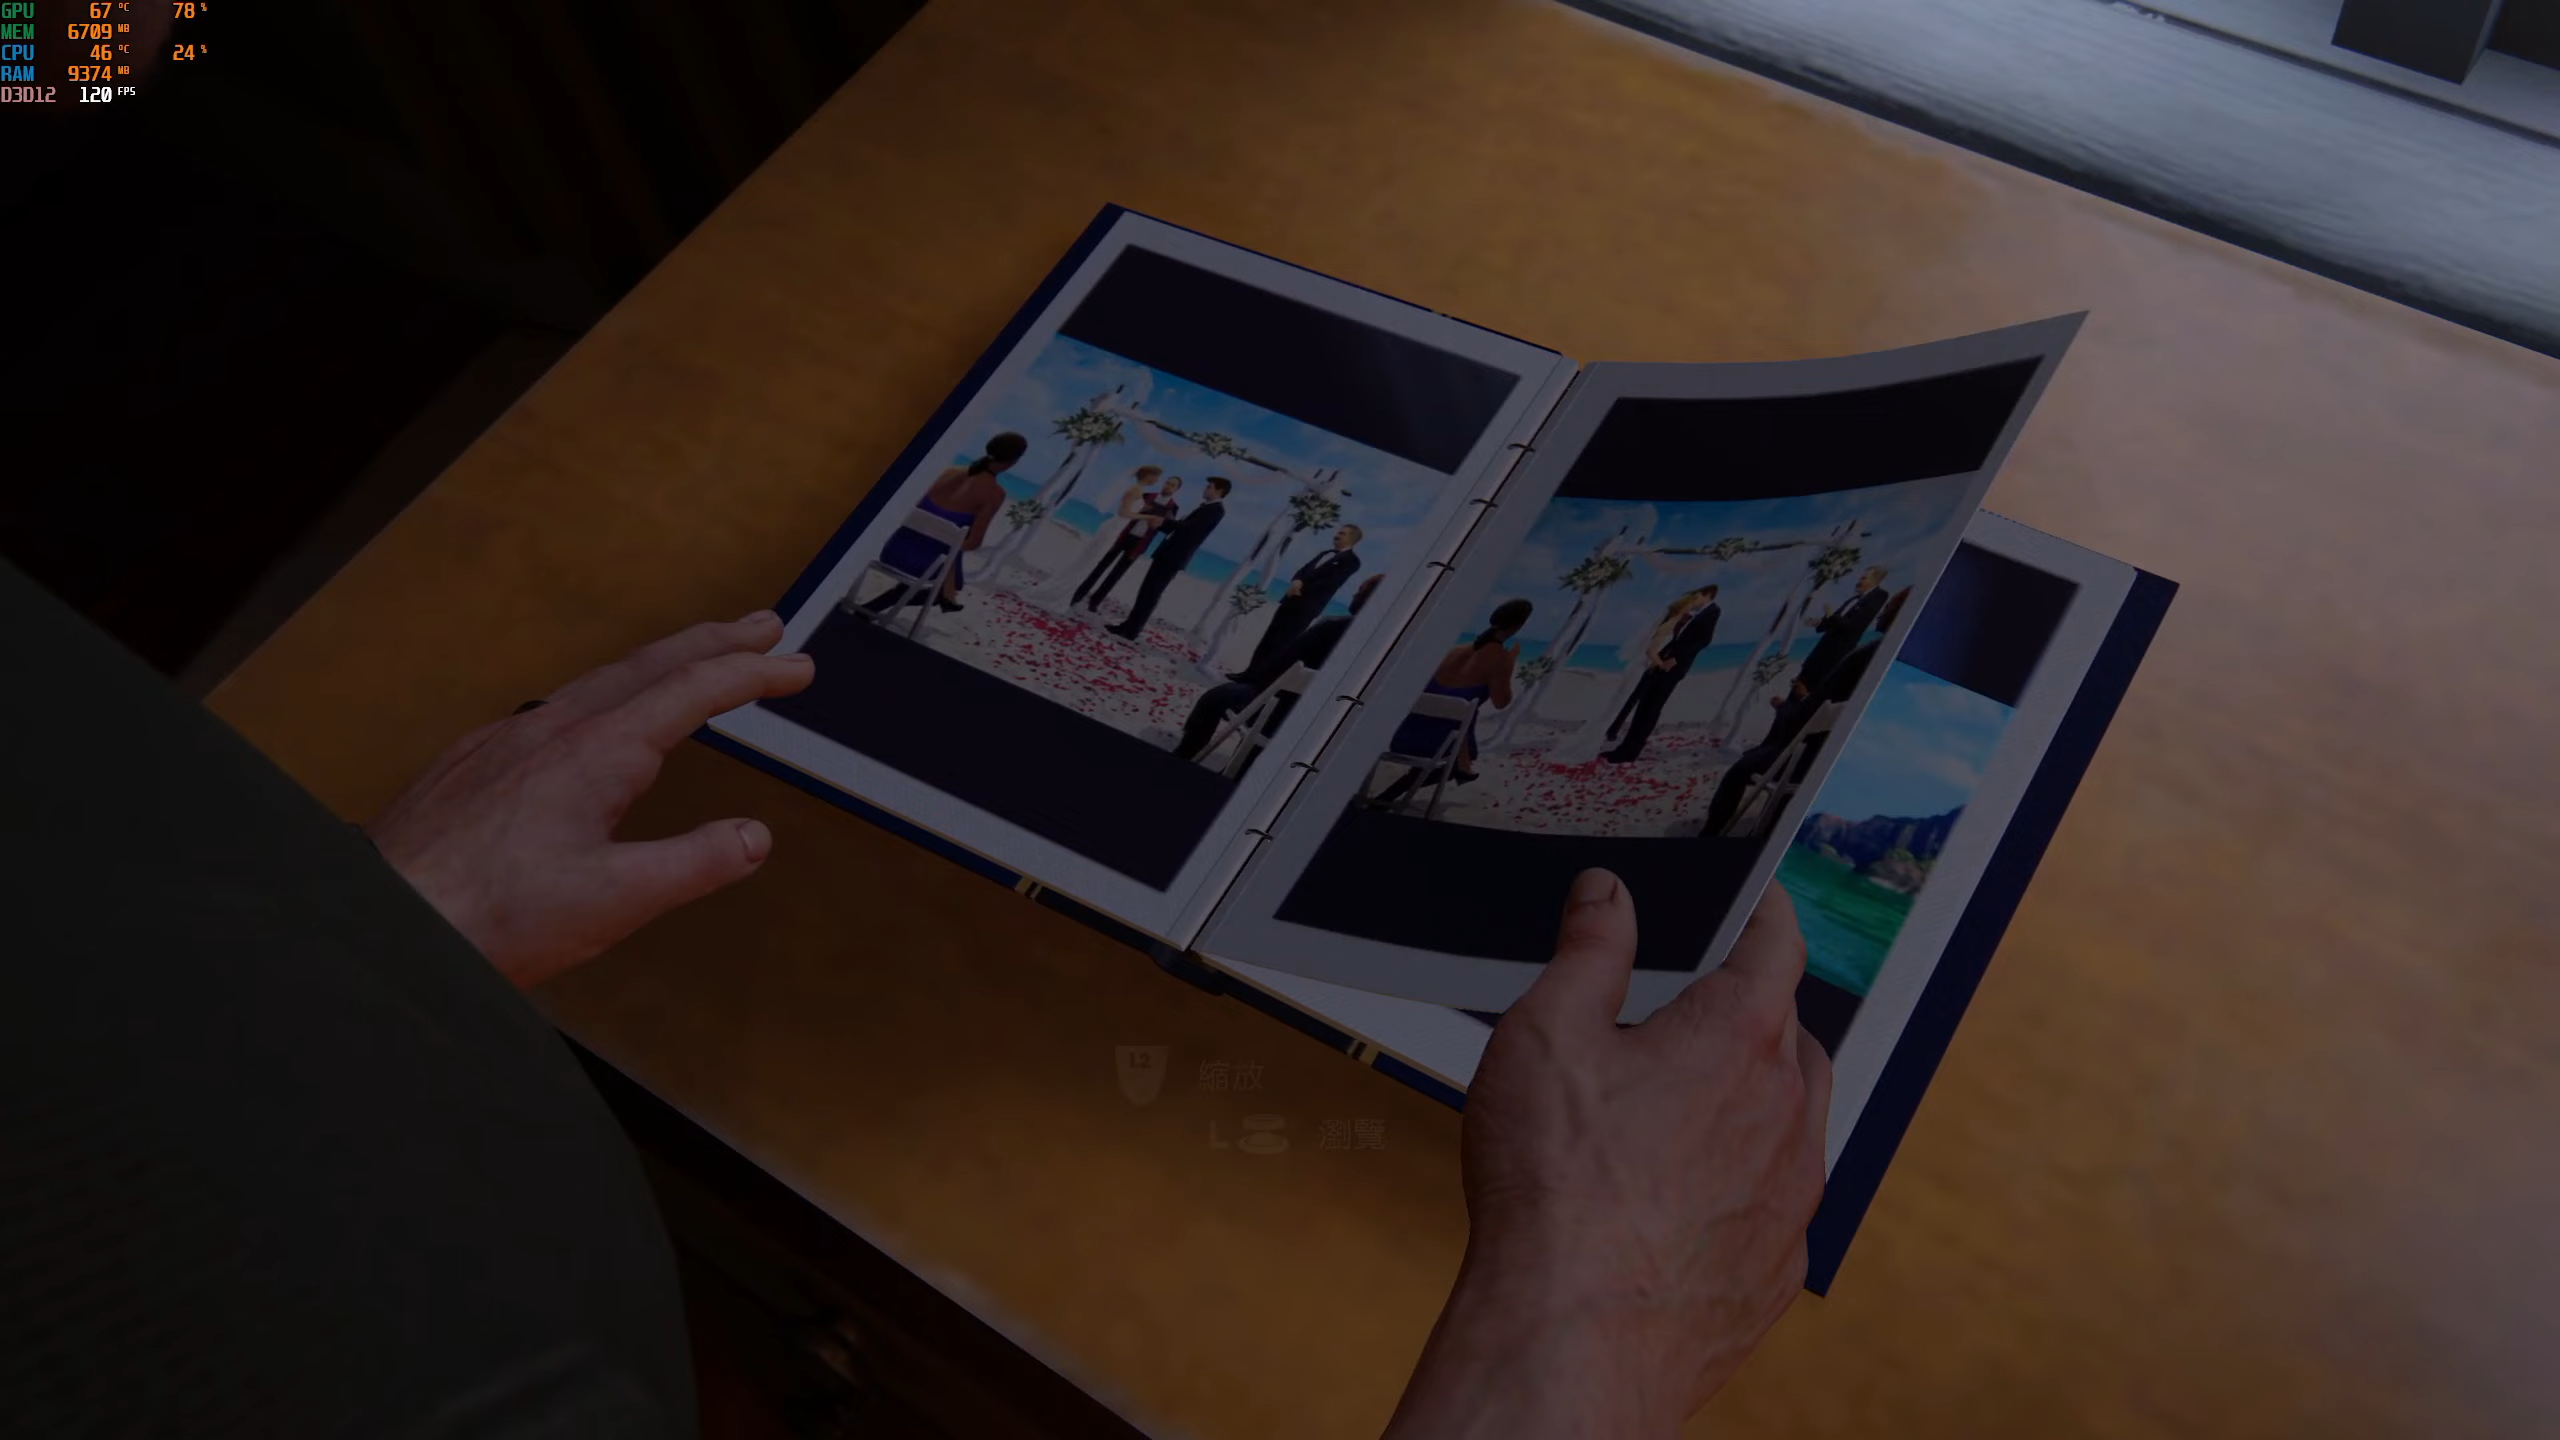 GPU 67 °C 78 %
MEM 6709 MB
CPU 46 °C 24 %
RAM 9374 MB
D3D12 120 FPS
L2 縮放
L 瀏覽